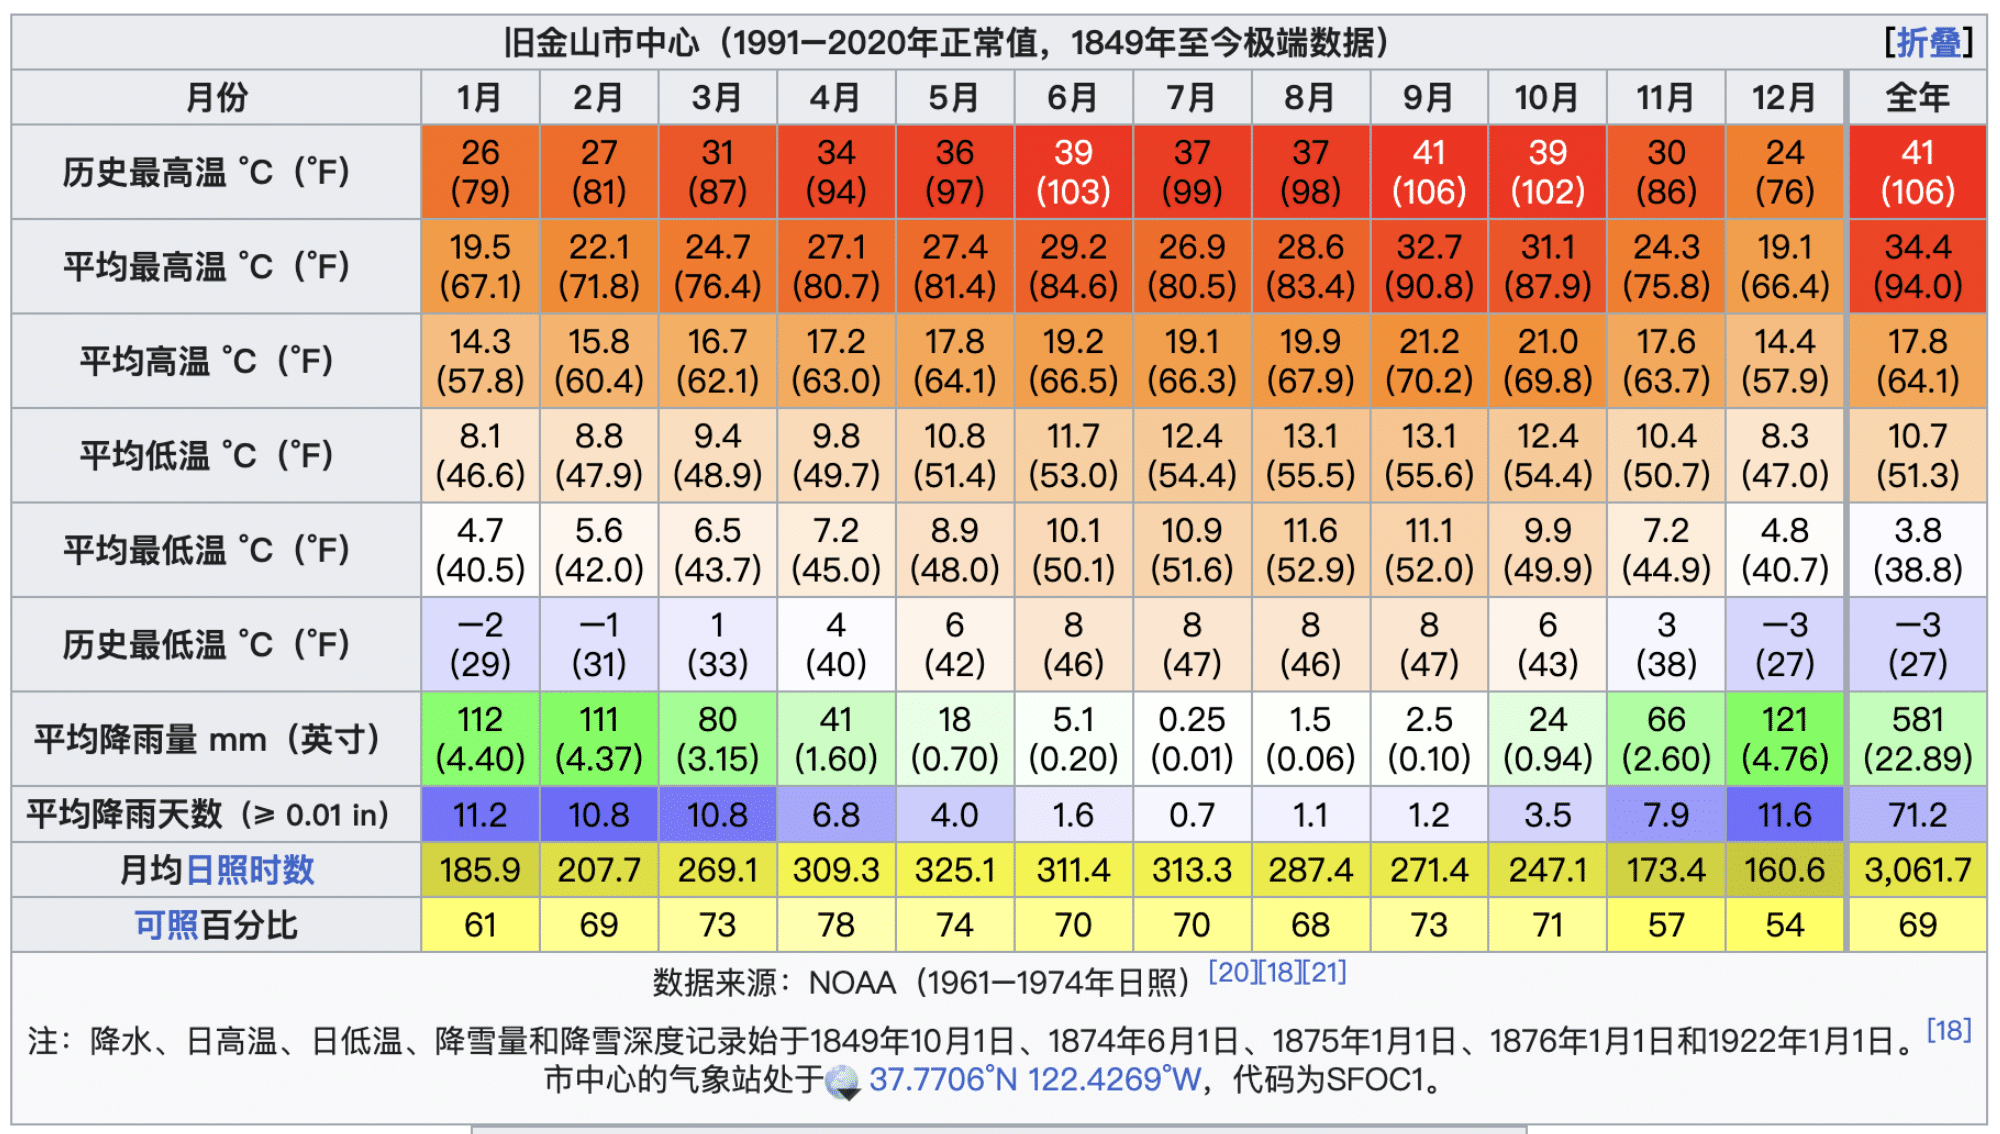 旧金山市中心（1991—2020年正常值，1849年至今极端数据） [折叠]
月份 1月 2月 3月 4月 5月 6月 7月 8月 9月 10月 11月 12月 全年
历史最高温 °C（°F） 26 27 31 34 36 39 37 37 41 39 30 24 41
(79) (81) (87) (94) (97) (103) (99) (98) (106) (102) (86) (76) (106)
平均最高温 °C（°F） 19.5 22.1 24.7 27.1 27.4 29.2 26.9 28.6 32.7 31.1 24.3 19.1 34.4
(67.1) (71.8) (76.4) (80.7) (81.4) (84.6) (80.5) (83.4) (90.8) (87.9) (75.8) (66.4) (94.0)
平均高温 °C（°F） 14.3 15.8 16.7 17.2 17.8 19.2 19.1 19.9 21.2 21.0 17.6 14.4 17.8
(57.8) (60.4) (62.1) (63.0) (64.1) (66.5) (66.3) (67.9) (70.2) (69.8) (63.7) (57.9) (64.1)
平均低温 °C（°F） 8.1 8.8 9.4 9.8 10.8 11.7 12.4 13.1 13.1 12.4 10.4 8.3 10.7
(46.6) (47.9) (48.9) (49.7) (51.4) (53.0) (54.4) (55.5) (55.6) (54.4) (50.7) (47.0) (51.3)
平均最低温 °C（°F） 4.7 5.6 6.5 7.2 8.9 10.1 10.9 11.6 11.1 9.9 7.2 4.8 3.8
(40.5) (42.0) (43.7) (45.0) (48.0) (50.1) (51.6) (52.9) (52.0) (49.9) (44.9) (40.7) (38.8)
历史最低温 °C（°F） —2 —1 1 4 6 8 8 8 8 6 3 —3 —3
(29) (31) (33) (40) (42) (46) (47) (46) (47) (43) (38) (27) (27)
平均降雨量 mm（英寸） 112 111 80 41 18 5.1 0.25 1.5 2.5 24 66 121 581
(4.40) (4.37) (3.15) (1.60) (0.70) (0.20) (0.01) (0.06) (0.10) (0.94) (2.60) (4.76) (22.89)
平均降雨天数（≥ 0.01 in） 11.2 10.8 10.8 6.8 4.0 1.6 0.7 1.1 1.2 3.5 7.9 11.6 71.2
月均日照时数 185.9 207.7 269.1 309.3 325.1 311.4 313.3 287.4 271.4 247.1 173.4 160.6 3,061.7
可照百分比 61 69 73 78 74 70 70 68 73 71 57 54 69
数据来源：NOAA（1961—1974年日照）[20][18][21]
注：降水、日高温、日低温、降雪量和降雪深度记录始于1849年10月1日、1874年6月1日、1875年1月1日、1876年1月1日和1922年1月1日。[18]
市中心的气象站处于 37.7706°N 122.4269°W，代码为SFOC1。